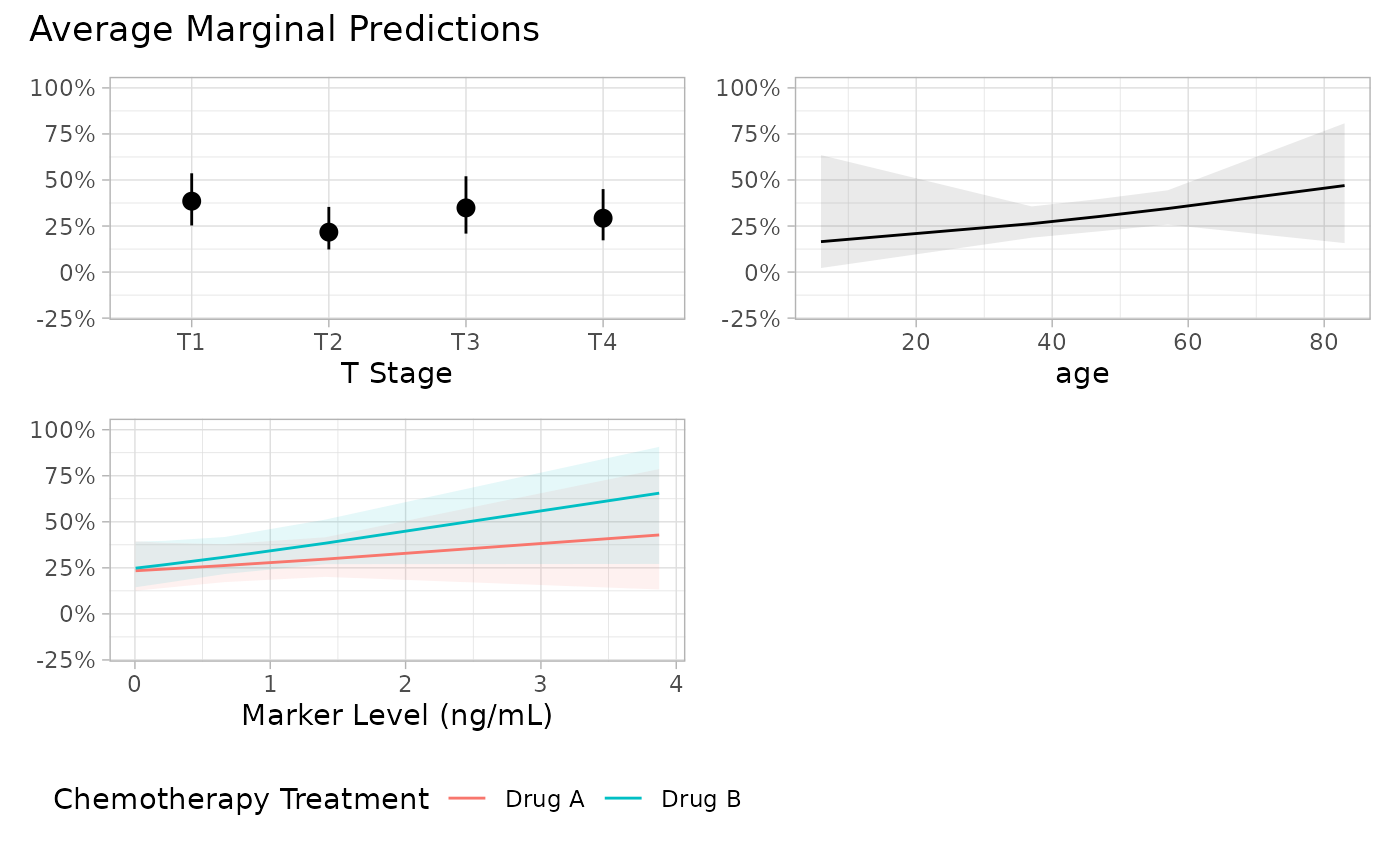 Average Marginal Predictions
100%
75%
50%
25%
0%
-25%
T1 T2 T3 T4
T Stage
100%
75%
50%
25%
0%
-25%
20 40 60 80
age
100%
75%
50%
25%
0%
-25%
0 1 2 3 4
Marker Level (ng/mL)
Chemotherapy Treatment Drug A Drug B